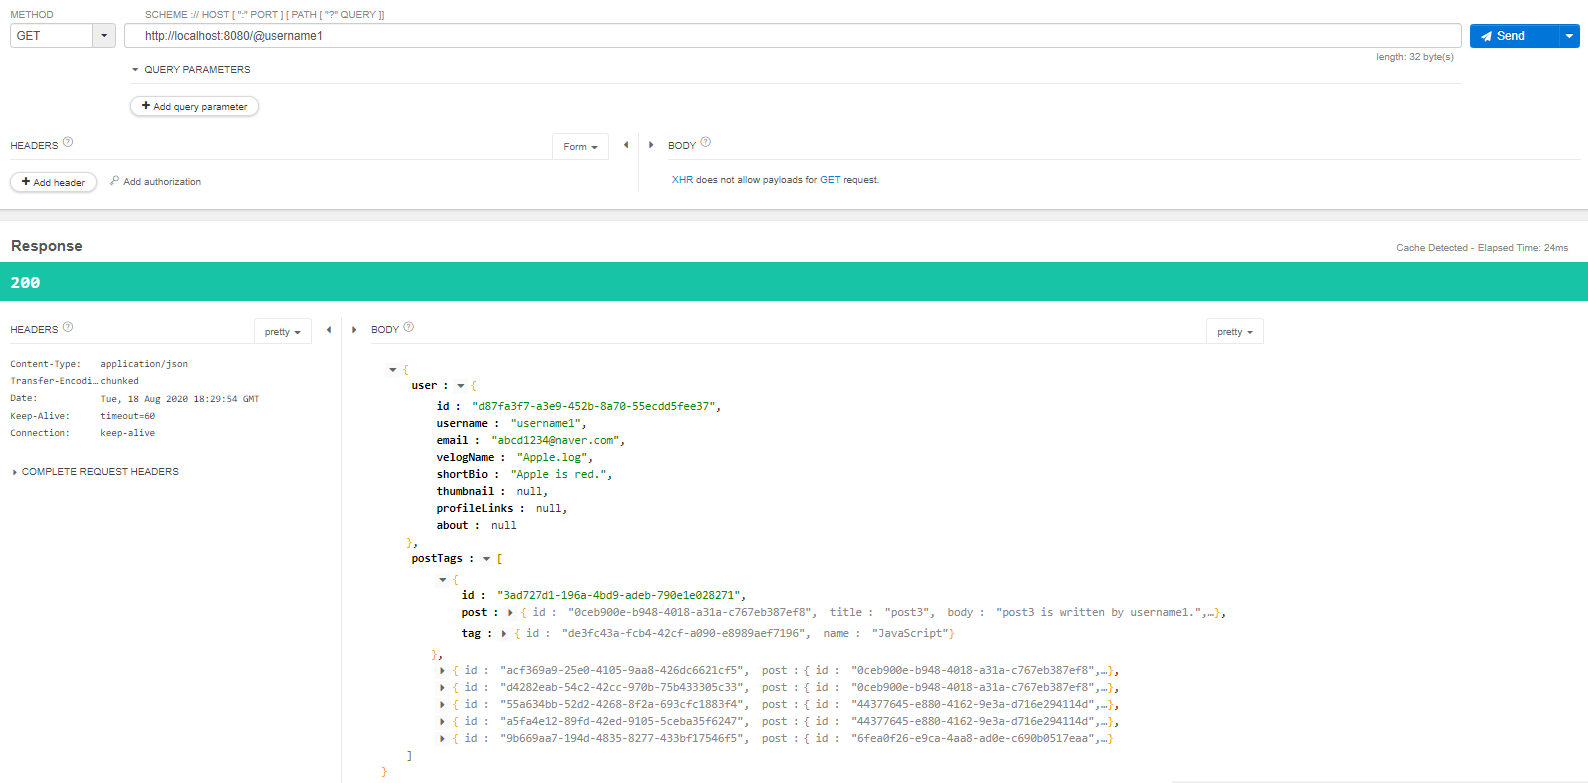 METHOD SCHEME :// HOST [ ":" PORT ] [ PATH [ "?" QUERY ]]
GET http://localhost:8080/@username1 Send
length: 32 byte(s)
QUERY PARAMETERS
+ Add query parameter
HEADERS ? Form BODY ?
+ Add header Add authorization XHR does not allow payloads for GET request.
Response
Cache Detected - Elapsed Time: 24ms
200
HEADERS ? pretty BODY ? pretty
Content-Type: application/json
Transfer-Encodi… chunked
Date: Tue, 18 Aug 2020 18:29:54 GMT
Keep-Alive: timeout=60
Connection: keep-alive
COMPLETE REQUEST HEADERS
{
user : {
id : "d87fa3f7-a3e9-452b-8a70-55ecdd5fee37",
username : "username1",
email : "abcd1234@naver.com",
velogName : "Apple.log",
shortBio : "Apple is red.",
thumbnail : null,
profileLinks : null,
about : null
},
postTags : [
{
id : "3ad727d1-196a-4bd9-adeb-790e1e028271",
post : { id : "0ceb900e-b948-4018-a31a-c767eb387ef8", title : "post3", body : "post3 is written by username1.",…},
tag : { id : "de3fc43a-fcb4-42cf-a090-e8989aef7196", name : "JavaScript"}
},
{ id : "acf369a9-25e0-4105-9aa8-426dc6621cf5", post : { id : "0ceb900e-b948-4018-a31a-c767eb387ef8",…},
{ id : "d4282eab-54c2-42cc-970b-75b433305c33", post : { id : "0ceb900e-b948-4018-a31a-c767eb387ef8",…},
{ id : "55a634bb-52d2-4268-8f2a-693cfc1883f4", post : { id : "44377645-e880-4162-9e3a-d716e294114d",…},
{ id : "a5fa4e12-89fd-42ed-9105-5ceba35f6247", post : { id : "44377645-e880-4162-9e3a-d716e294114d",…},
{ id : "9b669aa7-194d-4835-8277-433bf17546f5", post : { id : "6fea0f26-e9ca-4aa8-ad0e-c690b0517eaa",…}
]
}